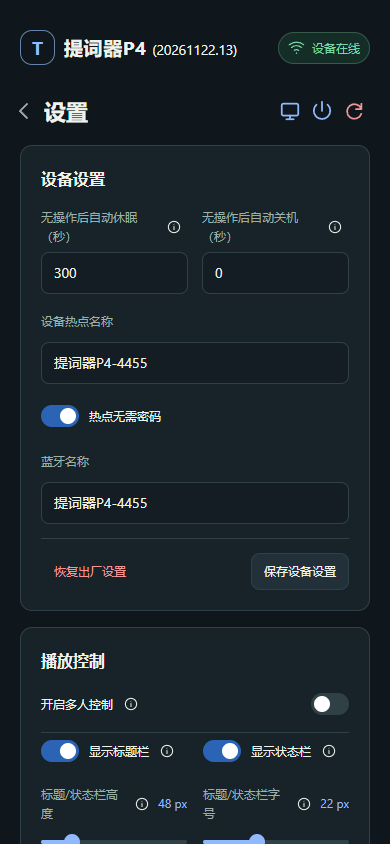 T 提词器P4 (20261122.13) 设备在线
设置
设备设置
无操作后自动休眠
（秒）
无操作后自动关机
（秒）
300
0
设备热点名称
提词器P4-4455
热点无需密码
蓝牙名称
提词器P4-4455
恢复出厂设置 保存设备设置
播放控制
开启多人控制
显示标题栏 显示状态栏
标题/状态栏高
度
48 px
标题/状态栏字
号
22 px